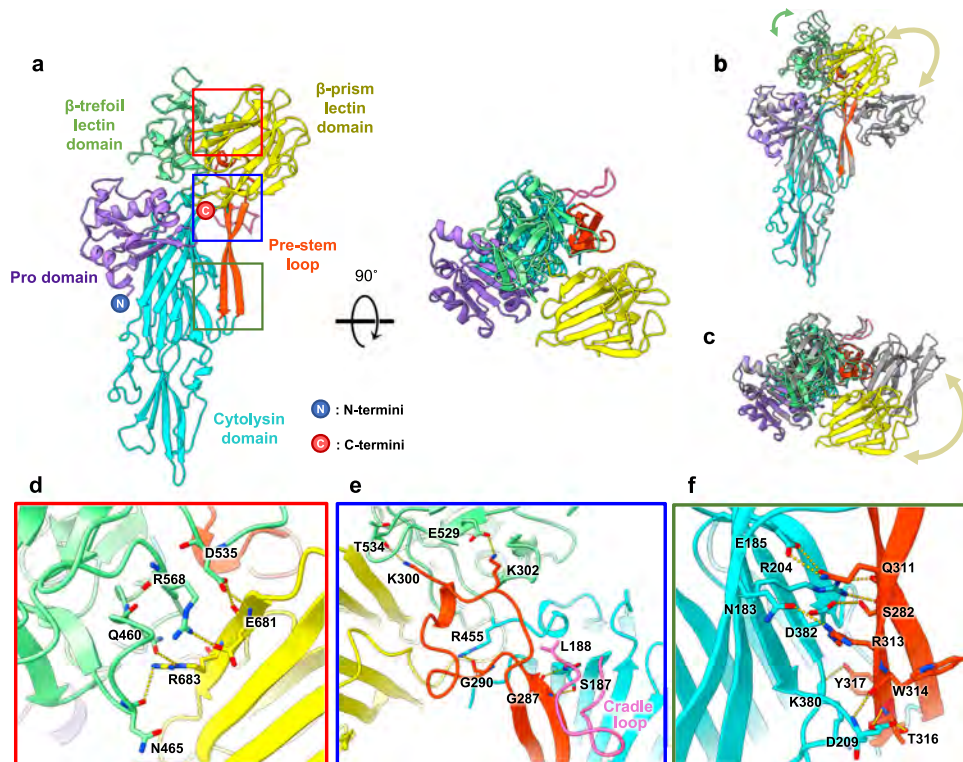 a
β-trefoil
lectin
domain
β-prism
lectin
domain
C
Pro domain
N
Pre-stem
loop
Cytolysin
domain
90°
N : N-termini
C : C-termini
b
c
d
D535
R568
Q460
E681
R683
N465
e
E529
T534
K300
K302
R455
L188
G290
S187
G287
Cradle
loop
f
E185
R204
Q311
N183
S282
D382
R313
Y317
W314
K380
T316
D209